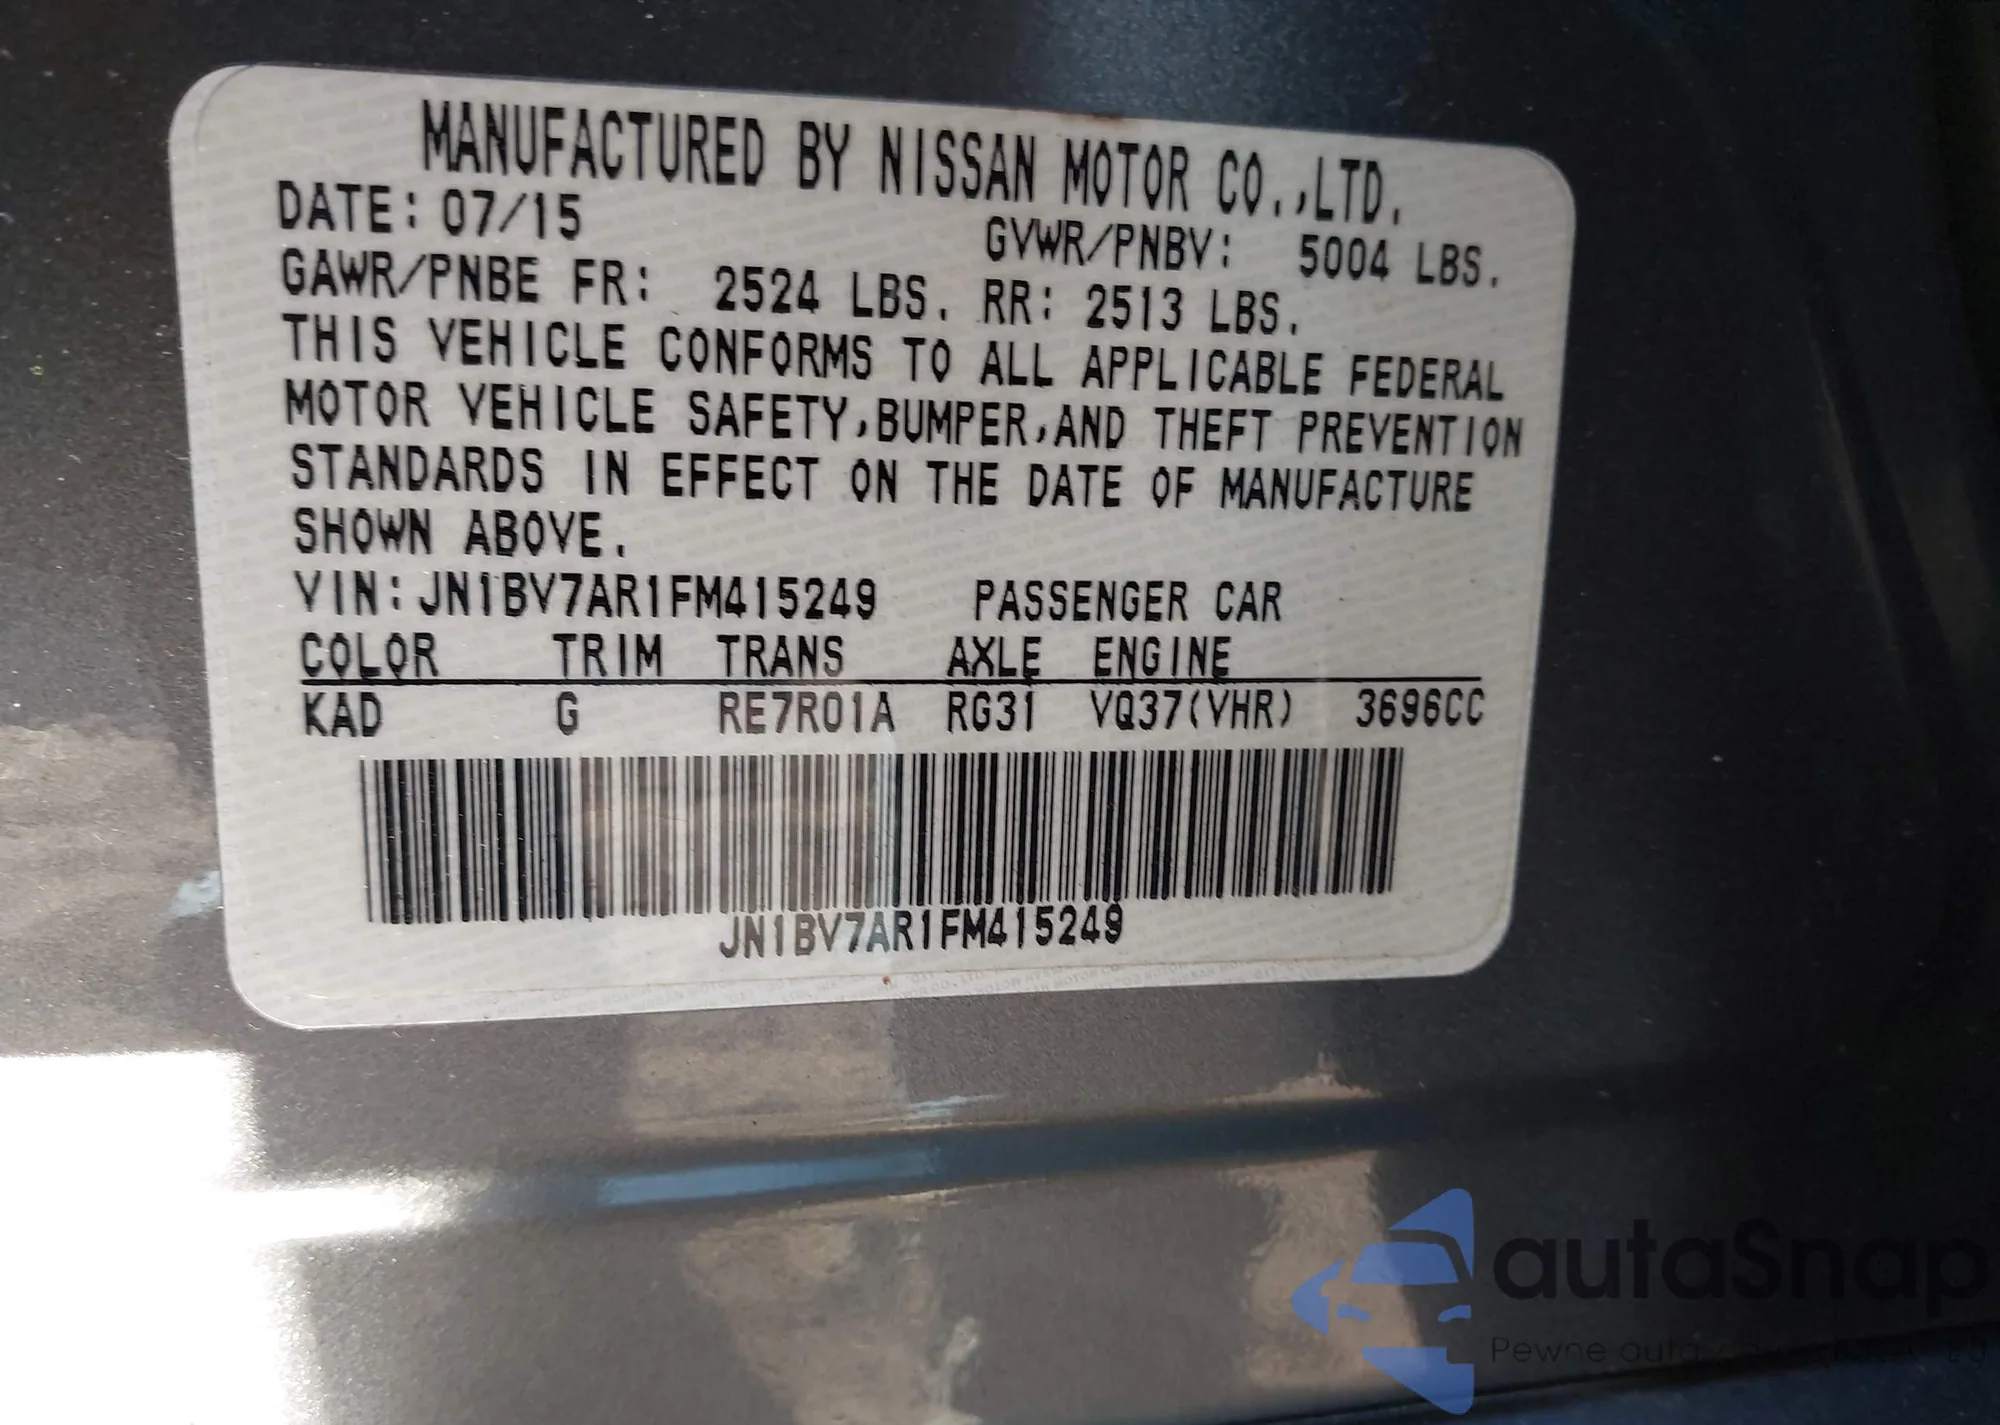 MANUFACTURED BY NISSAN MOTOR CO.,LTD.
DATE: 07/15
GVWR/PNBV: 5004 LBS.
GAWR/PNBE FR: 2524 LBS. RR: 2513 LBS.
THIS VEHICLE CONFORMS TO ALL APPLICABLE FEDERAL
MOTOR VEHICLE SAFETY,BUMPER,AND THEFT PREVENTION
STANDARDS IN EFFECT ON THE DATE OF MANUFACTURE
SHOWN ABOVE.
VIN:JN1BV7AR1FM415249 PASSENGER CAR
COLOR TRIM TRANS AXLE ENGINE
KAD G RE7R01A RG31 VQ37(VHR) 3696CC
JN1BV7AR1FM415249
autaSnap
Pewne auta